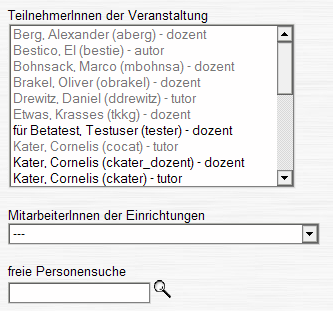 TeilnehmerInnen der Veranstaltung
Berg, Alexander (aberg) - dozent
Bestico, El (bestie) - autor
Bohnsack, Marco (mbohnsa) - dozent
Brakel, Oliver (obrakel) - dozent
Drewitz, Daniel (ddrewitz) - tutor
Etwas, Krasses (tkkg) - dozent
für Betatest, Testuser (tester) - dozent
Kater, Cornelis (cocat) - tutor
Kater, Cornelis (ckater_dozent) - dozent
Kater, Cornelis (ckater) - tutor
MitarbeiterInnen der Einrichtungen
---
freie Personensuche